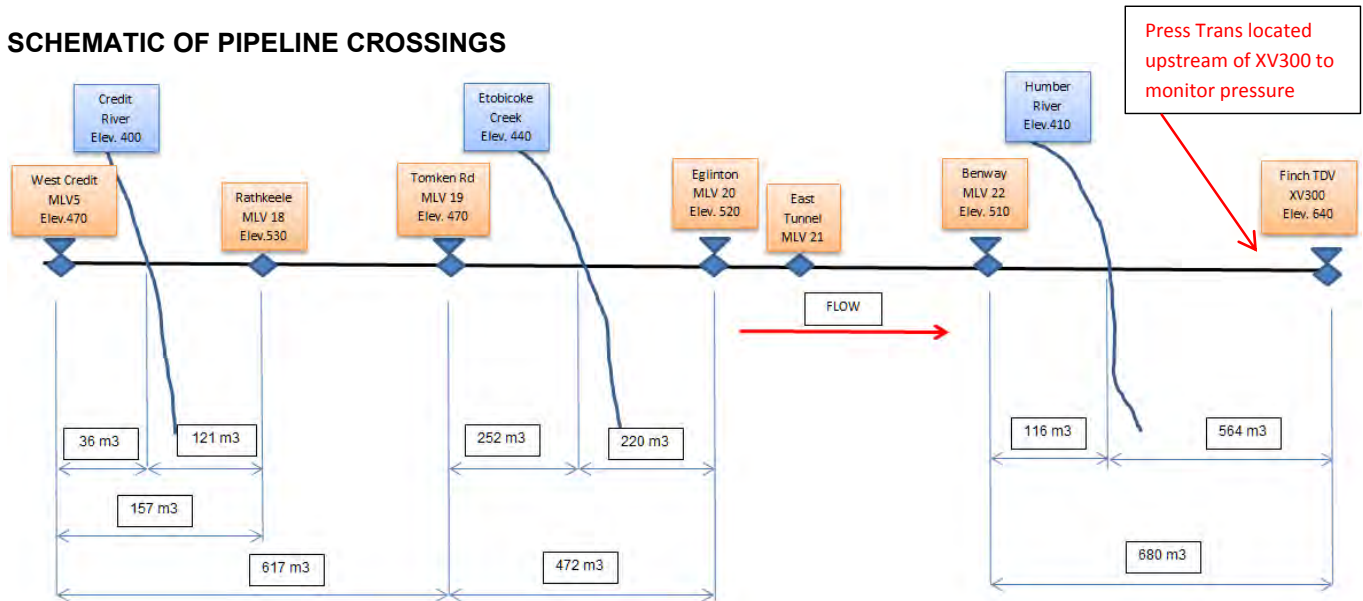 SCHEMATIC OF PIPELINE CROSSINGS
Press Trans located
upstream of XV300 to
monitor pressure
Credit
River
Elev. 400
Etobicoke
Creek
Elev. 440
Humber
River
Elev.410
West Credit
MLV5
Elev.470
Rathkeele
MLV 18
Elev.530
Tomken Rd
MLV 19
Elev. 470
Eglinton
MLV 20
Elev. 520
East
Tunnel
MLV 21
Benway
MLV 22
Elev. 510
Finch TDV
XV300
Elev. 640
FLOW
36 m3
121 m3
252 m3
220 m3
116 m3
564 m3
157 m3
617 m3
472 m3
680 m3